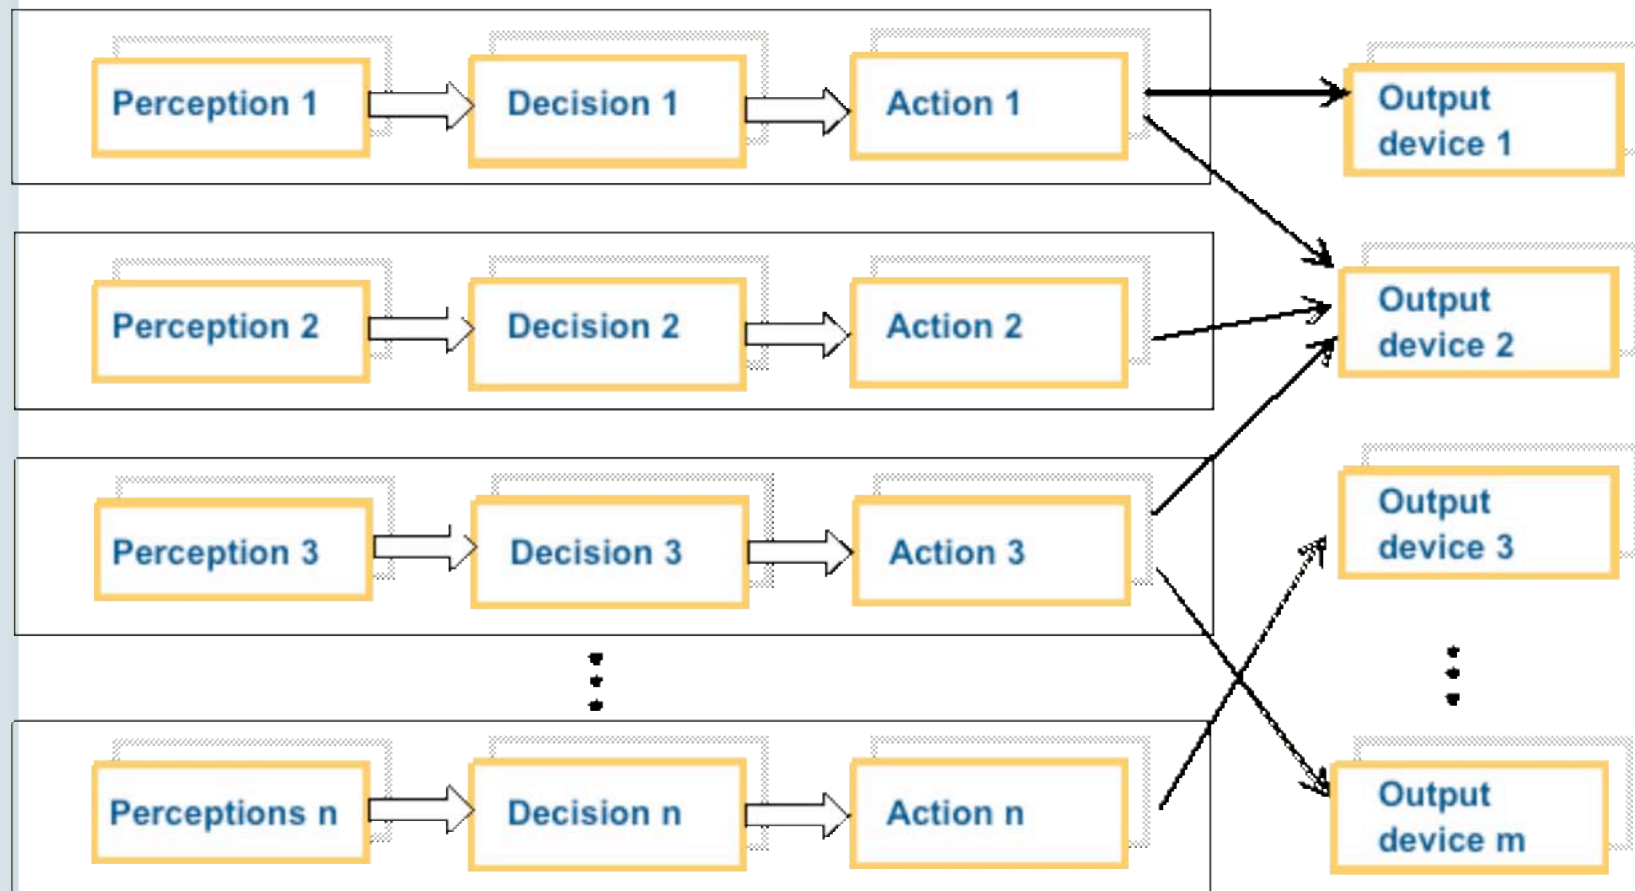 Perception 1
Decision 1
Action 1
Output
device 1
Perception 2
Decision 2
Action 2
Output
device 2
Perception 3
Decision 3
Action 3
Output
device 3
Perceptions n
Decision n
Action n
Output
device m